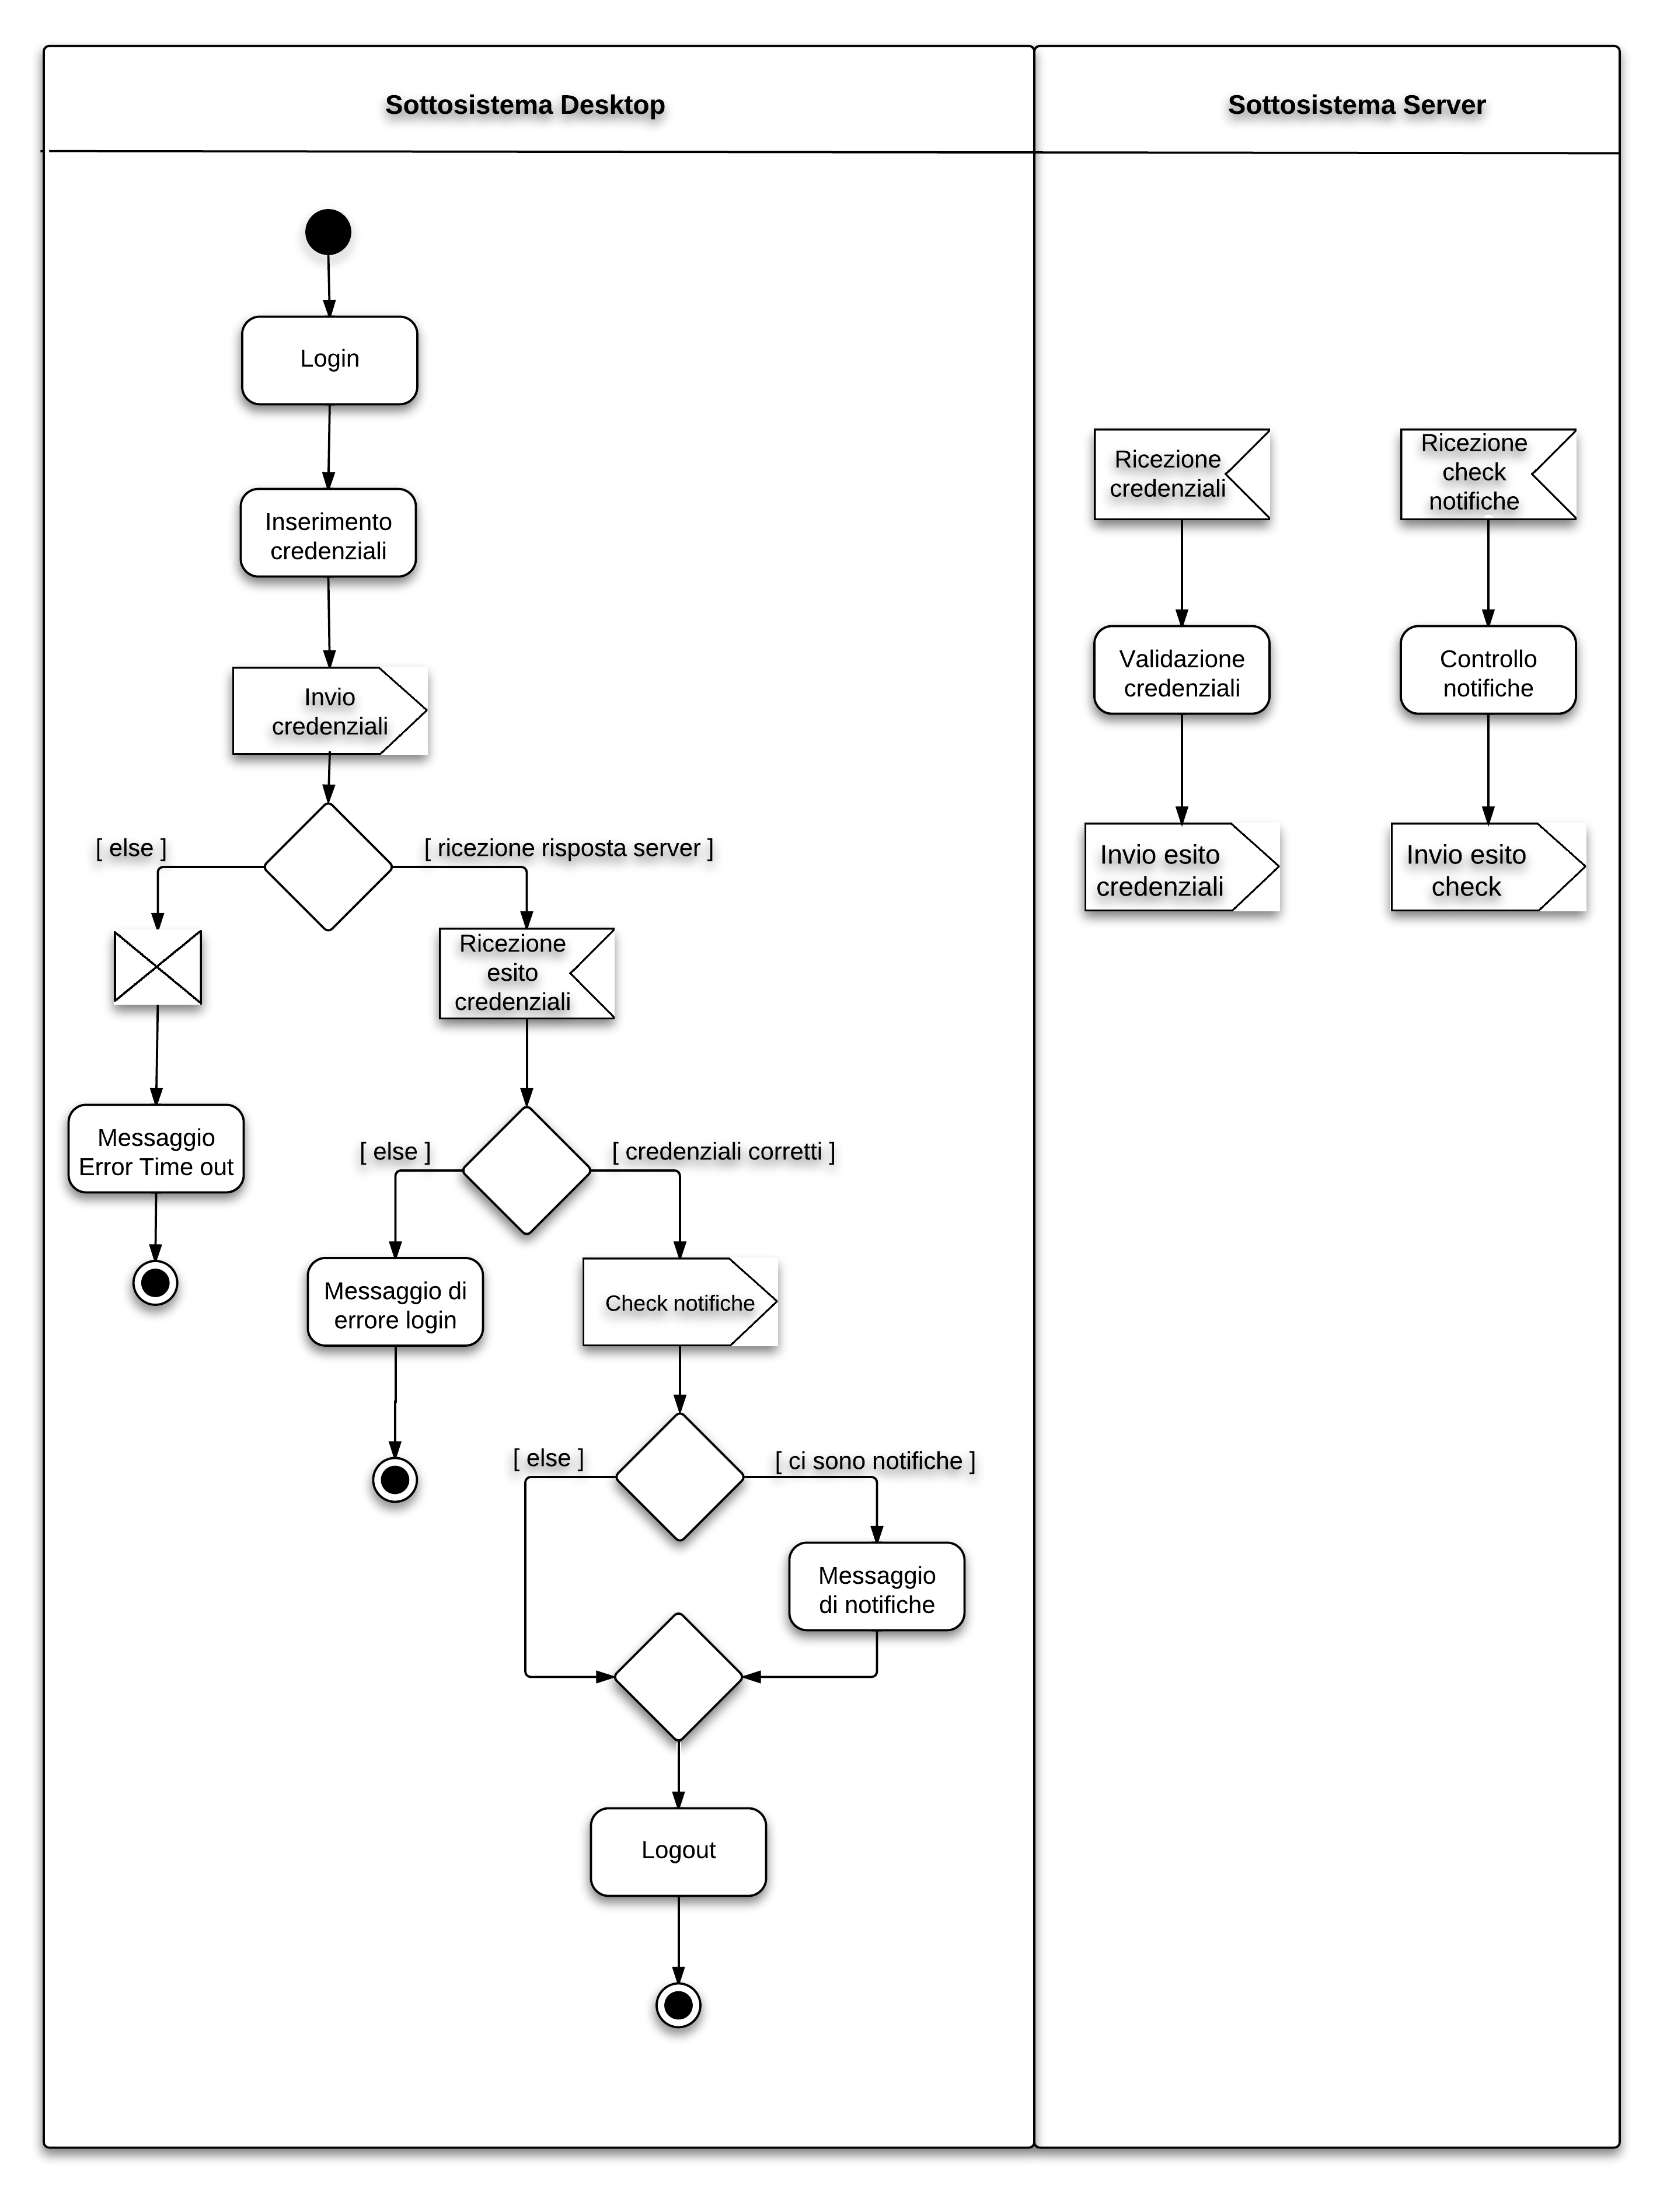 Sottosistema Desktop
Sottosistema Server
Login
Inserimento
credenziali
Invio
credenziali
[ else ]
[ ricezione risposta server ]
Ricezione
esito
credenziali
Messaggio
Error Time out
[ else ]
[ credenziali corretti ]
Messaggio di
errore login
Check notifiche
[ else ]
[ ci sono notifiche ]
Messaggio
di notifiche
Logout
Ricezione
credenziali
Validazione
credenziali
Invio esito
credenziali
Ricezione
check
notifiche
Controllo
notifiche
Invio esito
check